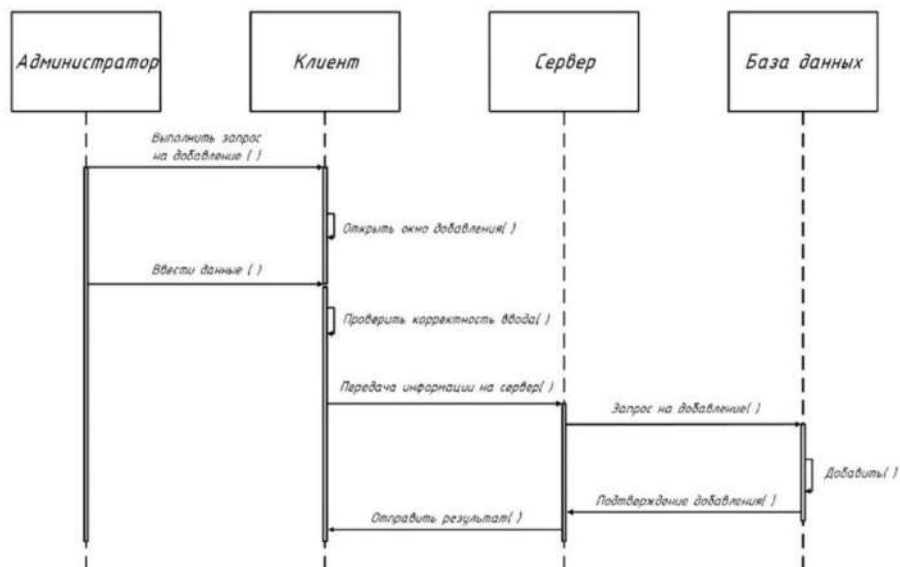 Администратор
Клиент
Сервер
База данных
Выполнить запрос
на добавление ( )
Открыть окно добавления( )
Ввести данные ( )
Проверить корректность ввода( )
Передача информации на сервер( )
Запрос на добавление( )
Добавить( )
Подтверждение добавления( )
Отправить результат( )